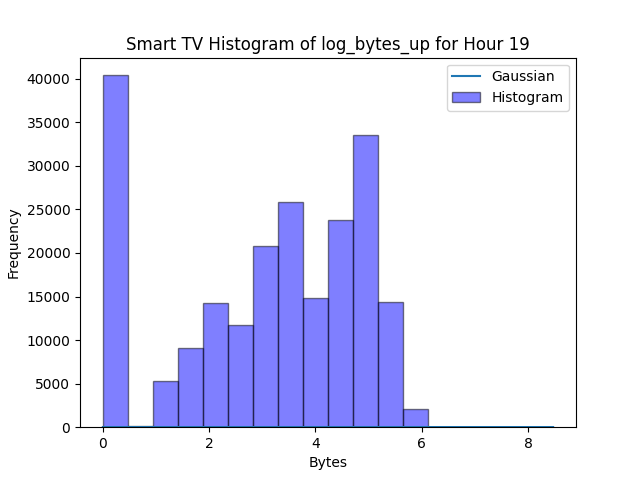 Smart TV Histogram of log_bytes_up for Hour 19
Gaussian
Histogram
Frequency
40000
35000
30000
25000
20000
15000
10000
5000
0
0 2 4 6 8
Bytes